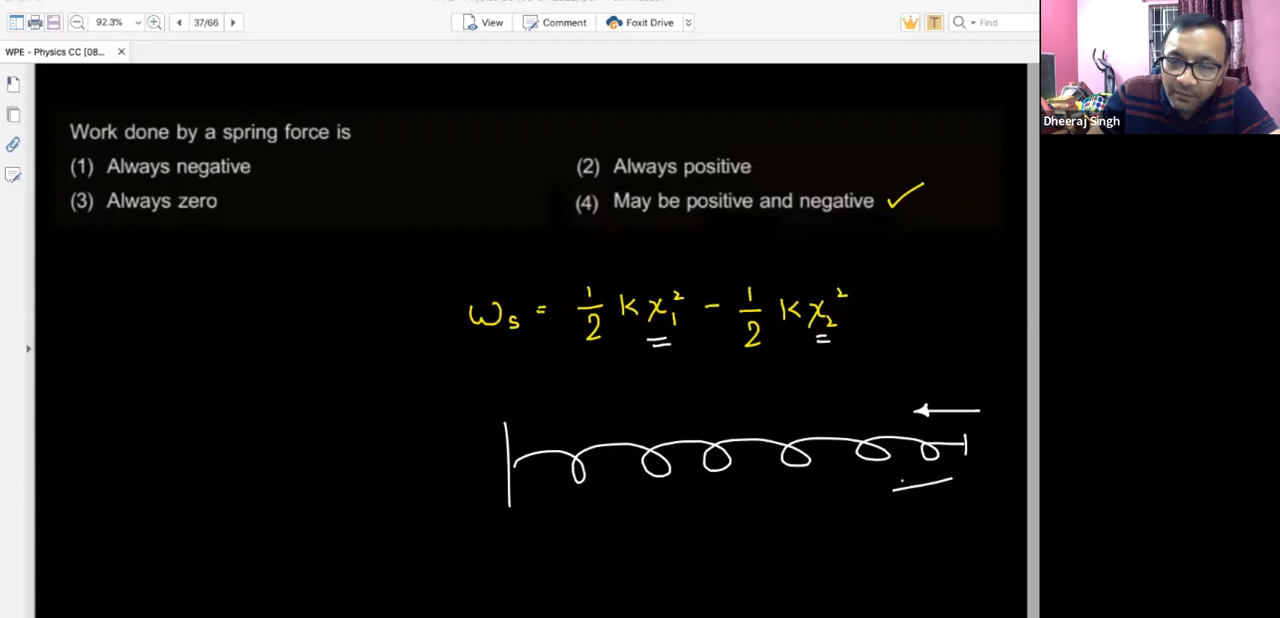 92.3%
37/66
View
Comment
Foxit Drive
T
Find
WPE - Physics CC [08...
Dheeraj Singh
Work done by a spring force is
(1) Always negative
(2) Always positive
(3) Always zero
(4) May be positive and negative ✓
Ws = 1/2 k x₁² - 1/2 k x₂²